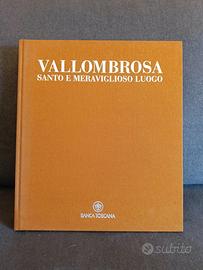 VALLOMBROSA
SANTO E MERAVIGLIOSO LUOGO
BANCA TOSCANA
subito